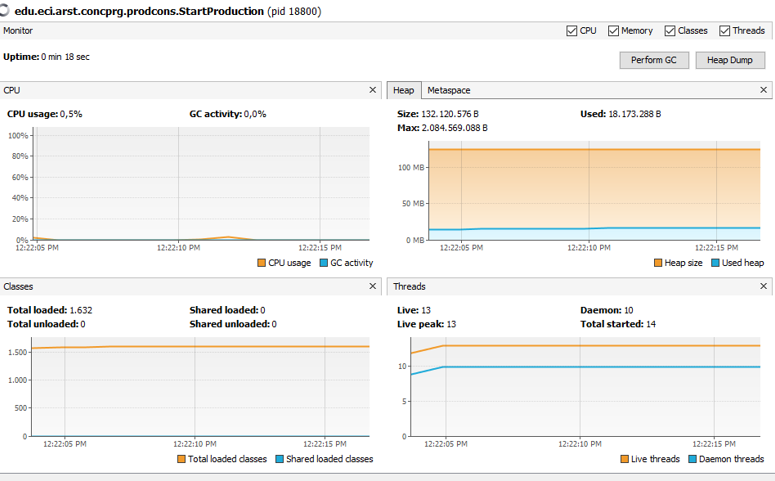 edu.eci.arst.concprg.prodcons.StartProduction (pid 18800)
Monitor
CPU Memory Classes Threads
Uptime: 0 min 18 sec
Perform GC Heap Dump
CPU
CPU usage: 0,5% GC activity: 0,0%
100%
80%
60%
40%
20%
0%
12:22:05 PM 12:22:10 PM 12:22:15 PM
CPU usage GC activity
Heap Metaspace
Size: 132.120.576 B Used: 18.173.288 B
Max: 2.084.569.088 B
100 MB
50 MB
0 MB
12:22:05 PM 12:22:10 PM 12:22:15 PM
Heap size Used heap
Classes
Total loaded: 1.632 Shared loaded: 0
Total unloaded: 0 Shared unloaded: 0
1.500
1.000
500
0
12:22:05 PM 12:22:10 PM 12:22:15 PM
Total loaded classes Shared loaded classes
Threads
Live: 13 Daemon: 10
Live peak: 13 Total started: 14
10
5
0
12:22:05 PM 12:22:10 PM 12:22:15 PM
Live threads Daemon threads